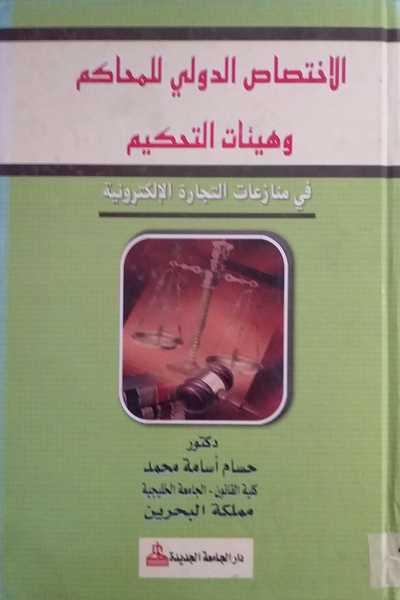 الاختصاص الدولي للمحاكم
وهيئات التحكيم
في منازعات التجارة الإلكترونية
دكتور
حسام أسامة محمد
كلية القانون - الجامعة الخليجية
مملكة البحرين
دار الجامعة الجديدة